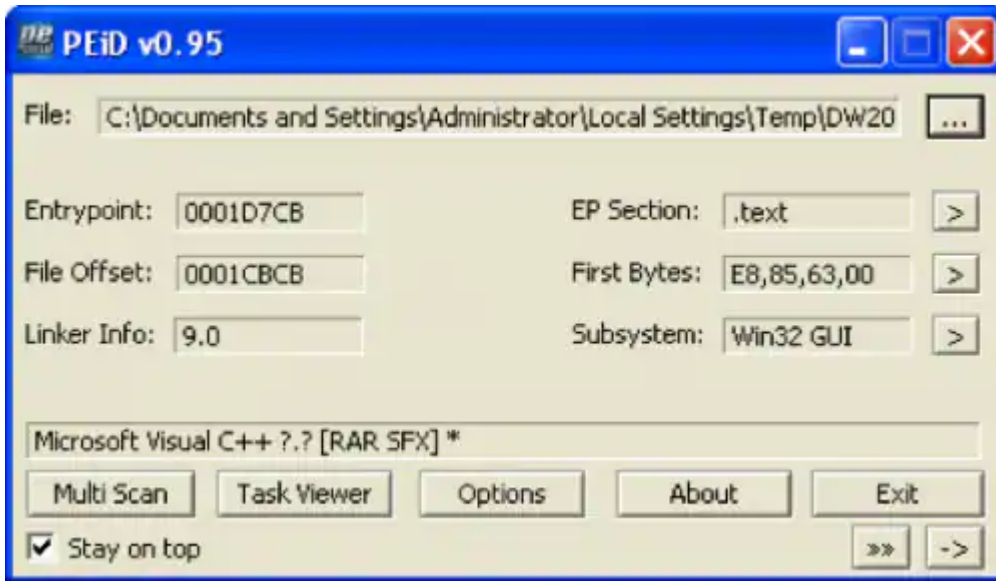 PEiD v0.95
File: C:\Documents and Settings\Administrator\Local Settings\Temp\DW20 ...
Entrypoint: 0001D7CB EP Section: .text >
File Offset: 0001CBCB First Bytes: E8,85,63,00 >
Linker Info: 9.0 Subsystem: Win32 GUI >
Microsoft Visual C++ ?.? [RAR SFX] *
Multi Scan Task Viewer Options About Exit
Stay on top »» ->